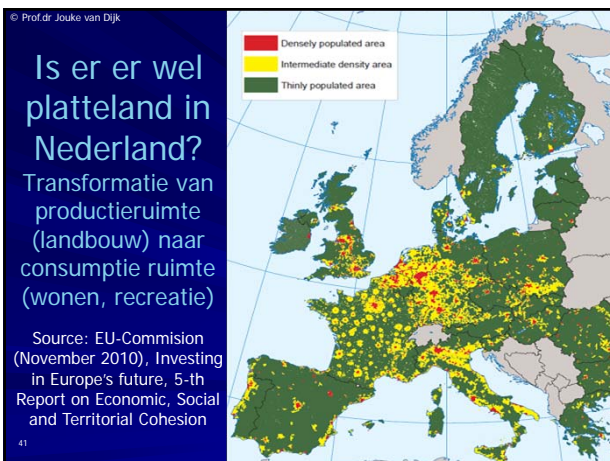 © Prof.dr Jouke van Dijk
Is er er wel
platteland in
Nederland?
Transformatie van
productieruimte
(landbouw) naar
consumptie ruimte
(wonen, recreatie)
Source: EU-Commision
(November 2010), Investing
in Europe's future, 5-th
Report on Economic, Social
and Territorial Cohesion
41
Densely populated area
Intermediate density area
Thinly populated area